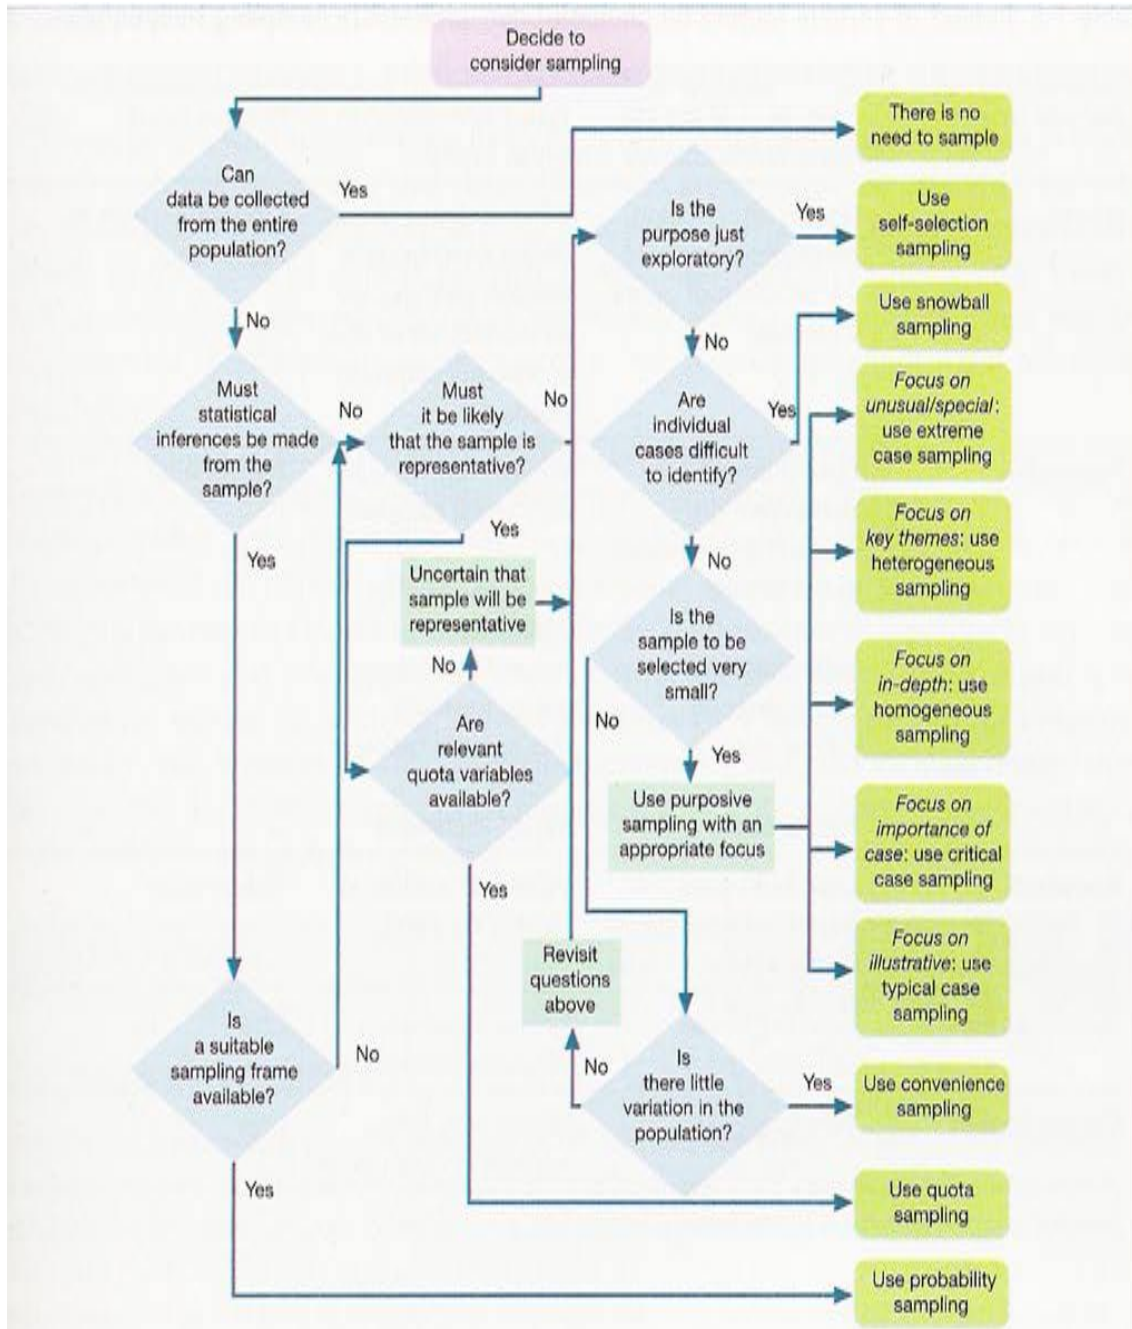 Decide to
consider sampling
Can
data be collected
from the entire
population?
Yes
There is no
need to sample
No
Is the
purpose just
exploratory?
Yes
Use
self-selection
sampling
No
Must
statistical
inferences be made
from the
sample?
No
Must
it be likely
that the sample is
representative?
No
Are
individual
cases difficult
to identify?
Yes
Use snowball
sampling
Focus on
unusual/special:
use extreme
case sampling
Yes
Yes
No
Uncertain that
sample will be
representative
No
Focus on
key themes: use
heterogeneous
sampling
Is the
sample to be
selected very
small?
Focus on
in-depth: use
homogeneous
sampling
Are
relevant
quota variables
available?
No
Yes
Use purposive
sampling with an
appropriate focus
Focus on
importance of
case: use critical
case sampling
Yes
Revisit
questions
above
Focus on
illustrative: use
typical case
sampling
Is
a suitable
sampling frame
available?
No
No
Is
there little
variation in the
population?
Yes
Use convenience
sampling
Yes
Use quota
sampling
Use probability
sampling